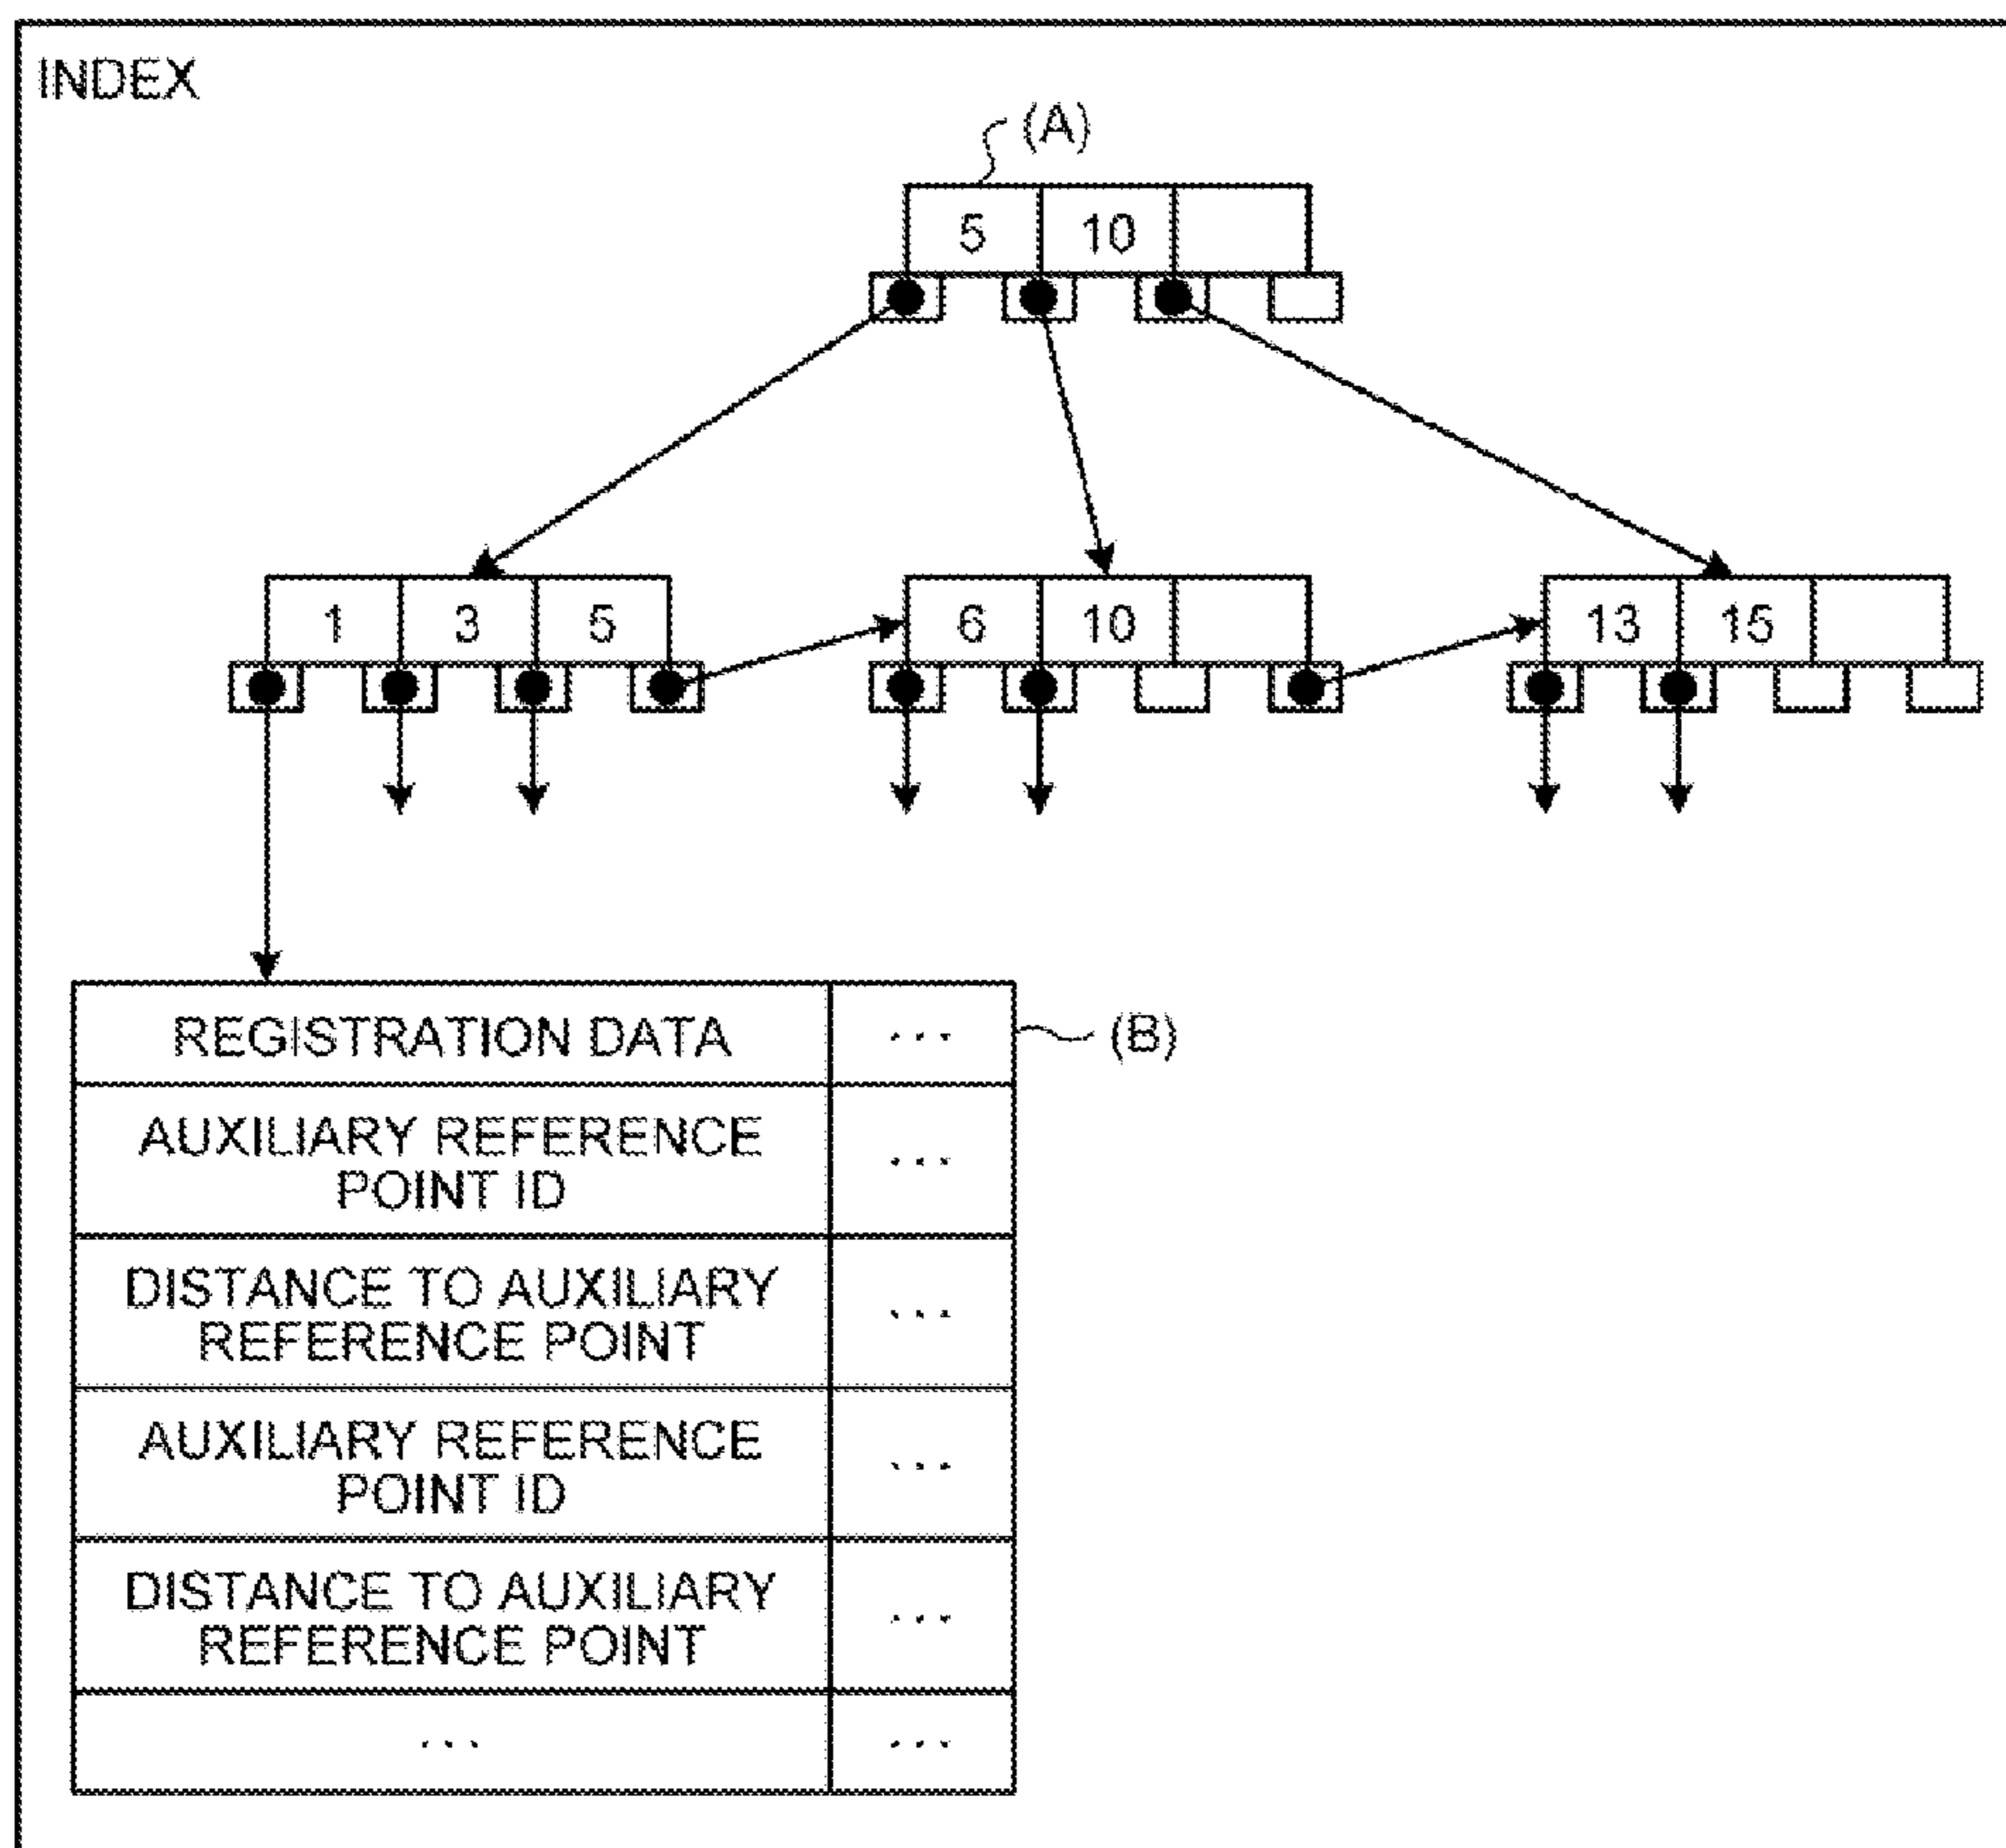 INDEX
(A)
5 10
1 3 5 6 10 13 15
REGISTRATION DATA ...
(B)
AUXILIARY REFERENCE
POINT ID
...
DISTANCE TO AUXILIARY
REFERENCE POINT
...
AUXILIARY REFERENCE
POINT ID
...
DISTANCE TO AUXILIARY
REFERENCE POINT
...
... ...